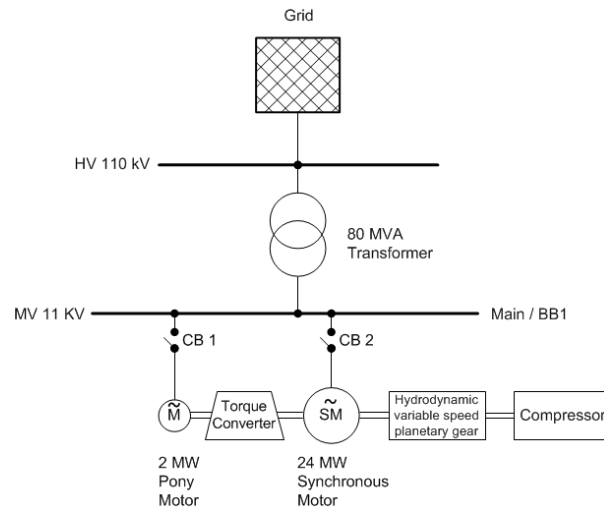 Grid
HV 110 kV
80 MVA
Transformer
MV 11 KV
Main / BB1
CB 1
CB 2
~
M
Torque
Converter
~
SM
Hydrodynamic
variable speed
planetary gear
Compressor
2 MW
Pony
Motor
24 MW
Synchronous
Motor